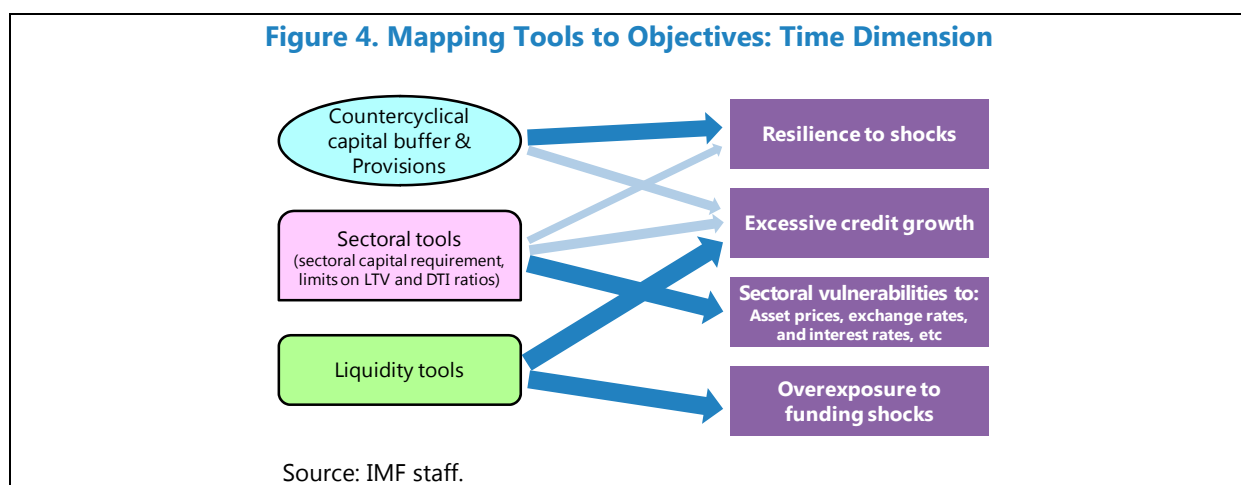 Figure 4. Mapping Tools to Objectives: Time Dimension
Countercyclical
capital buffer &
Provisions
Sectoral tools
(sectoral capital requirement,
limits on LTV and DTI ratios)
Liquidity tools
Resilience to shocks
Excessive credit growth
Sectoral vulnerabilities to:
Asset prices, exchange rates,
and interest rates, etc
Overexposure to
funding shocks
Source: IMF staff.